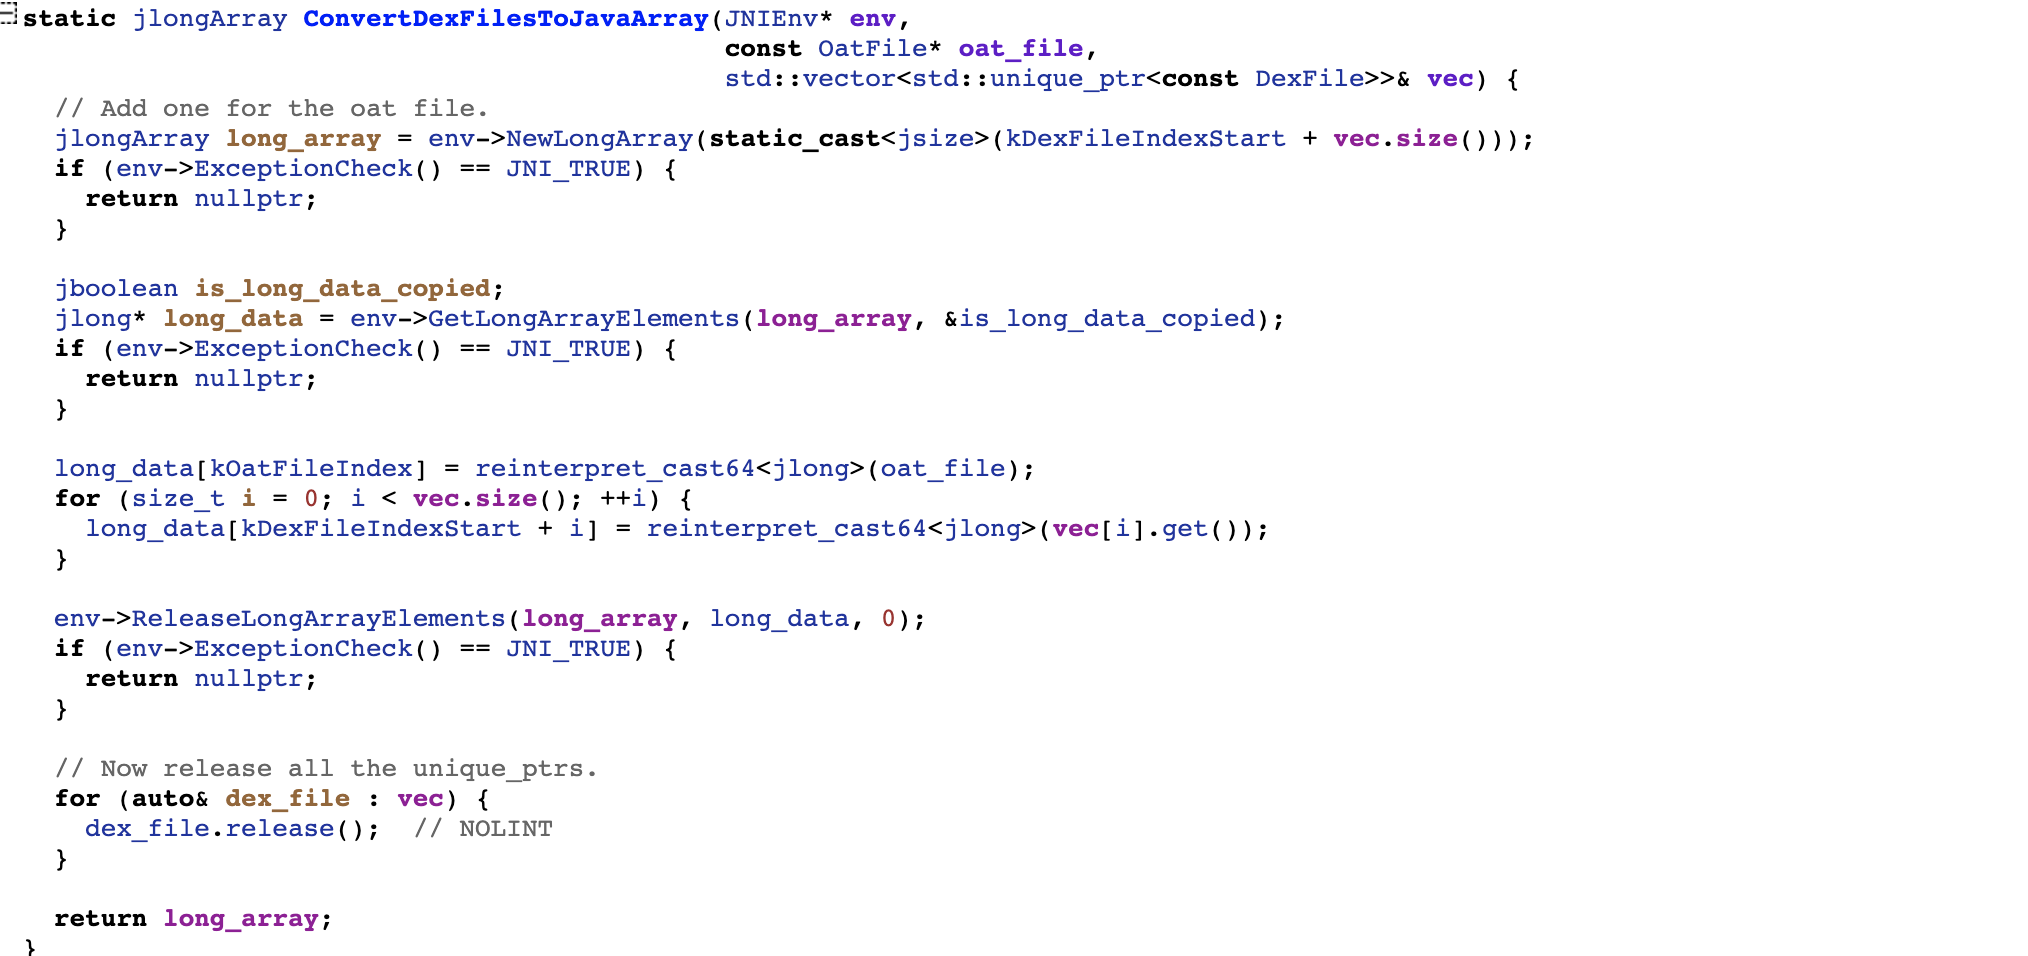 static jlongArray ConvertDexFilesToJavaArray(JNIEnv* env,
                                             const OatFile* oat_file,
                                             std::vector<std::unique_ptr<const DexFile>>& vec) {
  // Add one for the oat file.
  jlongArray long_array = env->NewLongArray(static_cast<jsize>(kDexFileIndexStart + vec.size()));
  if (env->ExceptionCheck() == JNI_TRUE) {
    return nullptr;
  }

  jboolean is_long_data_copied;
  jlong* long_data = env->GetLongArrayElements(long_array, &is_long_data_copied);
  if (env->ExceptionCheck() == JNI_TRUE) {
    return nullptr;
  }

  long_data[kOatFileIndex] = reinterpret_cast64<jlong>(oat_file);
  for (size_t i = 0; i < vec.size(); ++i) {
    long_data[kDexFileIndexStart + i] = reinterpret_cast64<jlong>(vec[i].get());
  }

  env->ReleaseLongArrayElements(long_array, long_data, 0);
  if (env->ExceptionCheck() == JNI_TRUE) {
    return nullptr;
  }

  // Now release all the unique_ptrs.
  for (auto& dex_file : vec) {
    dex_file.release();  // NOLINT
  }

  return long_array;
}